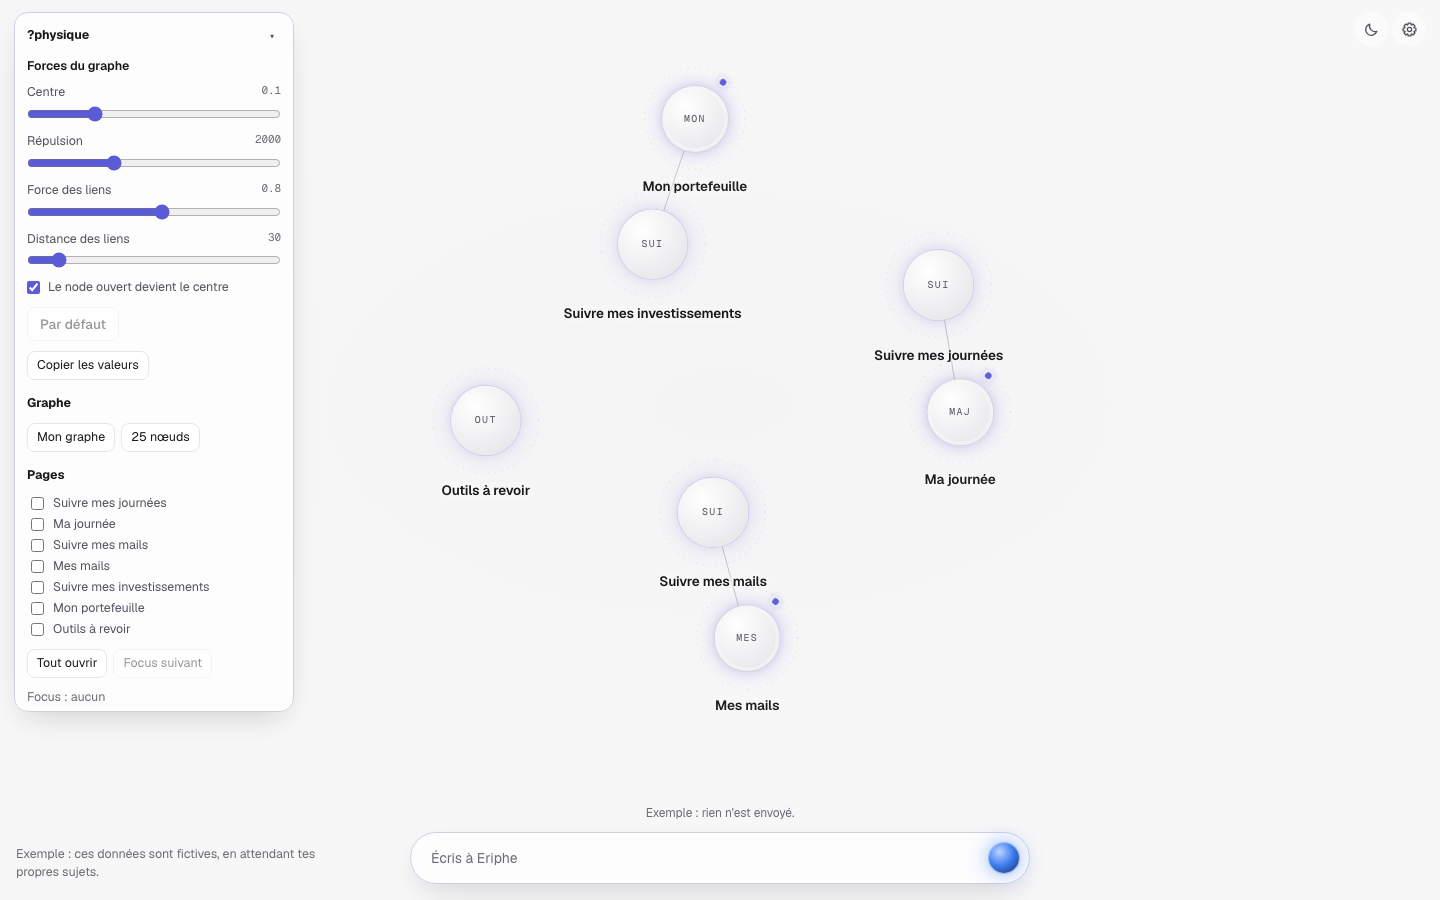 ?physique
Forces du graphe
Centre 0.1
Répulsion 2000
Force des liens 0.8
Distance des liens 30
Le node ouvert devient le centre
Par défaut
Copier les valeurs
Graphe
Mon graphe 25 nœuds
Pages
Suivre mes journées
Ma journée
Suivre mes mails
Mes mails
Suivre mes investissements
Mon portefeuille
Outils à revoir
Tout ouvrir Focus suivant
Focus : aucun
MON
Mon portefeuille
SUI
Suivre mes investissements
SUI
Suivre mes journées
MAJ
Ma journée
OUT
Outils à revoir
SUI
Suivre mes mails
MES
Mes mails
Exemple : rien n'est envoyé.
Écris à Eriphe
Exemple : ces données sont fictives, en attendant tes
propres sujets.